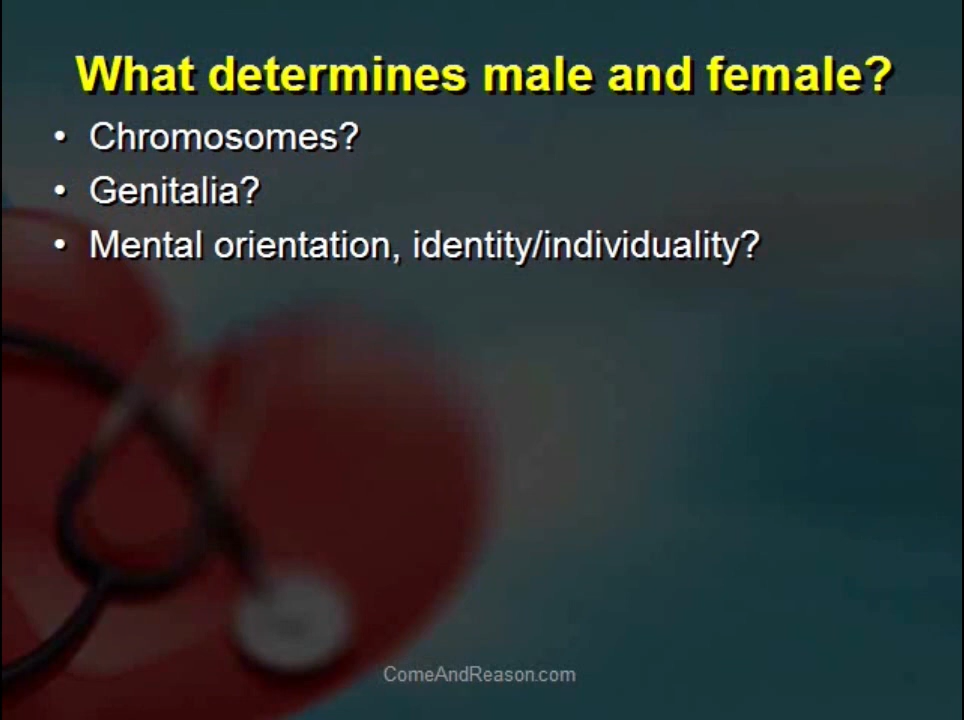 What determines male and female?
• Chromosomes?
• Genitalia?
• Mental orientation, identity/individuality?
ComeAndReason.com